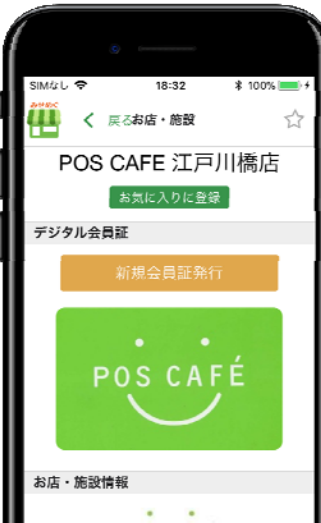 SIMなし 18:32 100%
みせめぐ
戻るお店・施設
POS CAFE 江戸川橋店
お気に入りに登録
デジタル会員証
新規会員証発行
POS CAFÉ
お店・施設情報